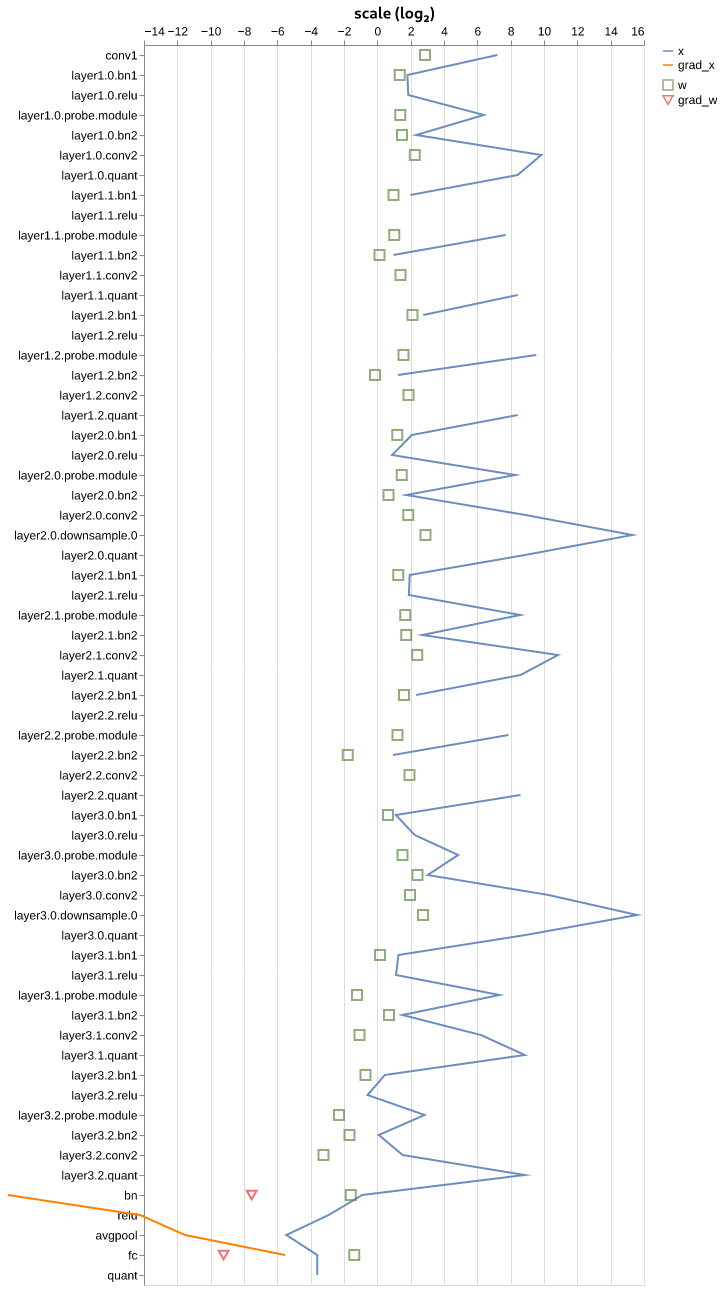 scale (log₂)
−14 −12 −10 −8 −6 −4 −2 0 2 4 6 8 10 12 14 16
x
grad_x
w
grad_w
conv1
layer1.0.bn1
layer1.0.relu
layer1.0.probe.module
layer1.0.bn2
layer1.0.conv2
layer1.0.quant
layer1.1.bn1
layer1.1.relu
layer1.1.probe.module
layer1.1.bn2
layer1.1.conv2
layer1.1.quant
layer1.2.bn1
layer1.2.relu
layer1.2.probe.module
layer1.2.bn2
layer1.2.conv2
layer1.2.quant
layer2.0.bn1
layer2.0.relu
layer2.0.probe.module
layer2.0.bn2
layer2.0.conv2
layer2.0.downsample.0
layer2.0.quant
layer2.1.bn1
layer2.1.relu
layer2.1.probe.module
layer2.1.bn2
layer2.1.conv2
layer2.1.quant
layer2.2.bn1
layer2.2.relu
layer2.2.probe.module
layer2.2.bn2
layer2.2.conv2
layer2.2.quant
layer3.0.bn1
layer3.0.relu
layer3.0.probe.module
layer3.0.bn2
layer3.0.conv2
layer3.0.downsample.0
layer3.0.quant
layer3.1.bn1
layer3.1.relu
layer3.1.probe.module
layer3.1.bn2
layer3.1.conv2
layer3.1.quant
layer3.2.bn1
layer3.2.relu
layer3.2.probe.module
layer3.2.bn2
layer3.2.conv2
layer3.2.quant
bn
relu
avgpool
fc
quant